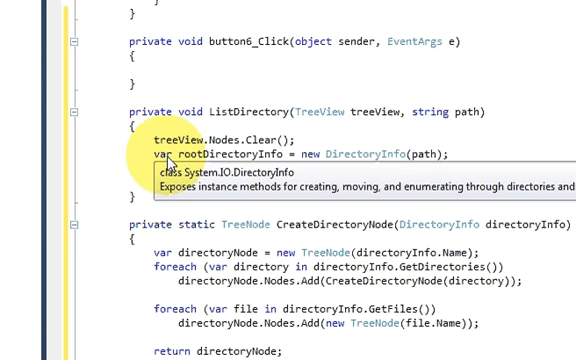 }
}
private void button6_Click(object sender, EventArgs e)
{
}
private void ListDirectory(TreeView treeView, string path)
{
treeView.Nodes.Clear();
var rootDirectoryInfo = new DirectoryInfo(path);
class System.IO.DirectoryInfo
Exposes instance methods for creating, moving, and enumerating through directories and
}
private static TreeNode CreateDirectoryNode(DirectoryInfo directoryInfo)
{
var directoryNode = new TreeNode(directoryInfo.Name);
foreach (var directory in directoryInfo.GetDirectories())
directoryNode.Nodes.Add(CreateDirectoryNode(directory));
foreach (var file in directoryInfo.GetFiles())
directoryNode.Nodes.Add(new TreeNode(file.Name));
return directoryNode;